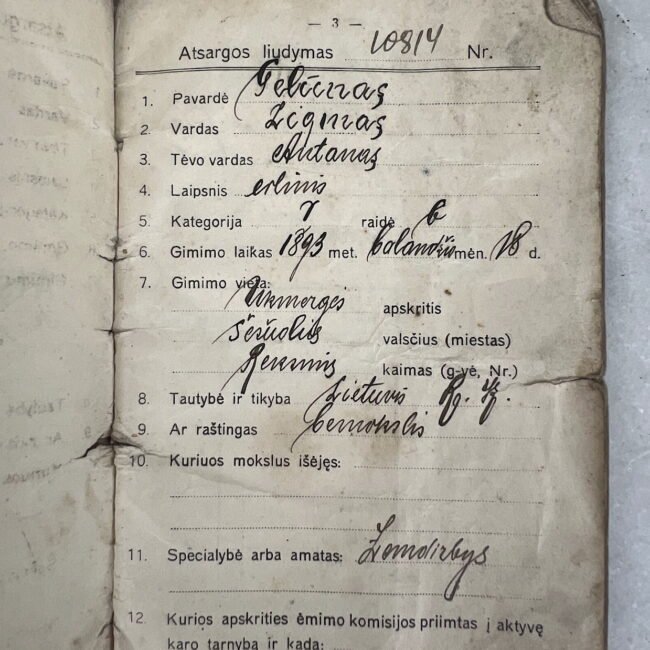 — 3 —
Atsargos liudymas 10814 Nr.
1. Pavardė Gelūnas
2. Vardas Zigmas
3. Tėvo vardas Antanas
4. Laipsnis eilinis
5. Kategorija I raidė b
6. Gimimo laikas 1893 met. balandžio mėn. 18 d.
7. Gimimo vieta:
Ukmergės apskritis
Šešuolių valsčius (miestas)
kaimas (g-vė, Nr.)
8. Tautybė ir tikyba Lietuvis
9. Ar raštingas bemokslis
10. Kuriuos mokslus išėjęs:
11. Specialybė arba amatas: Žemdirbys
12. Kurios apskrities ėmimo komisijos priimtas į aktyvę
karo tarnybą ir kada: